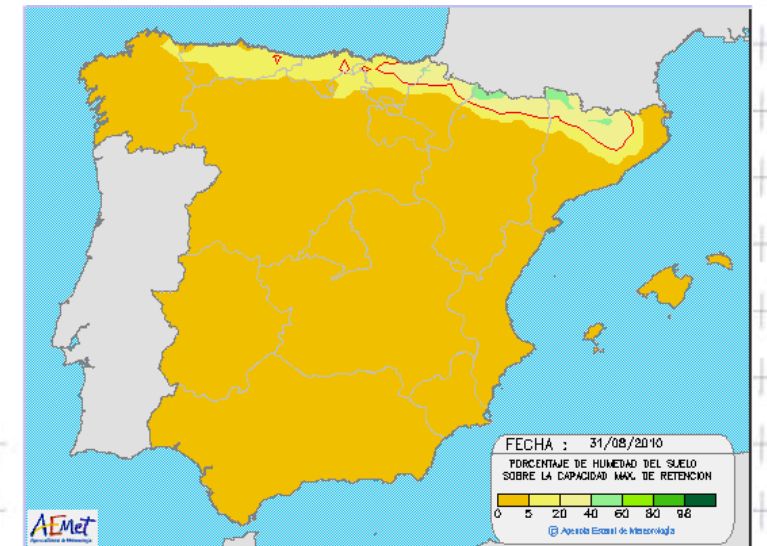 FECHA : 31/08/2010
PORCENTAJE DE HUMEDAD DEL SUELO
SOBRE LA CAPACIDAD MAX. DE RETENCION
0 5 20 40 60 80 98
© Agencia Estatal de Meteorología
AEMet